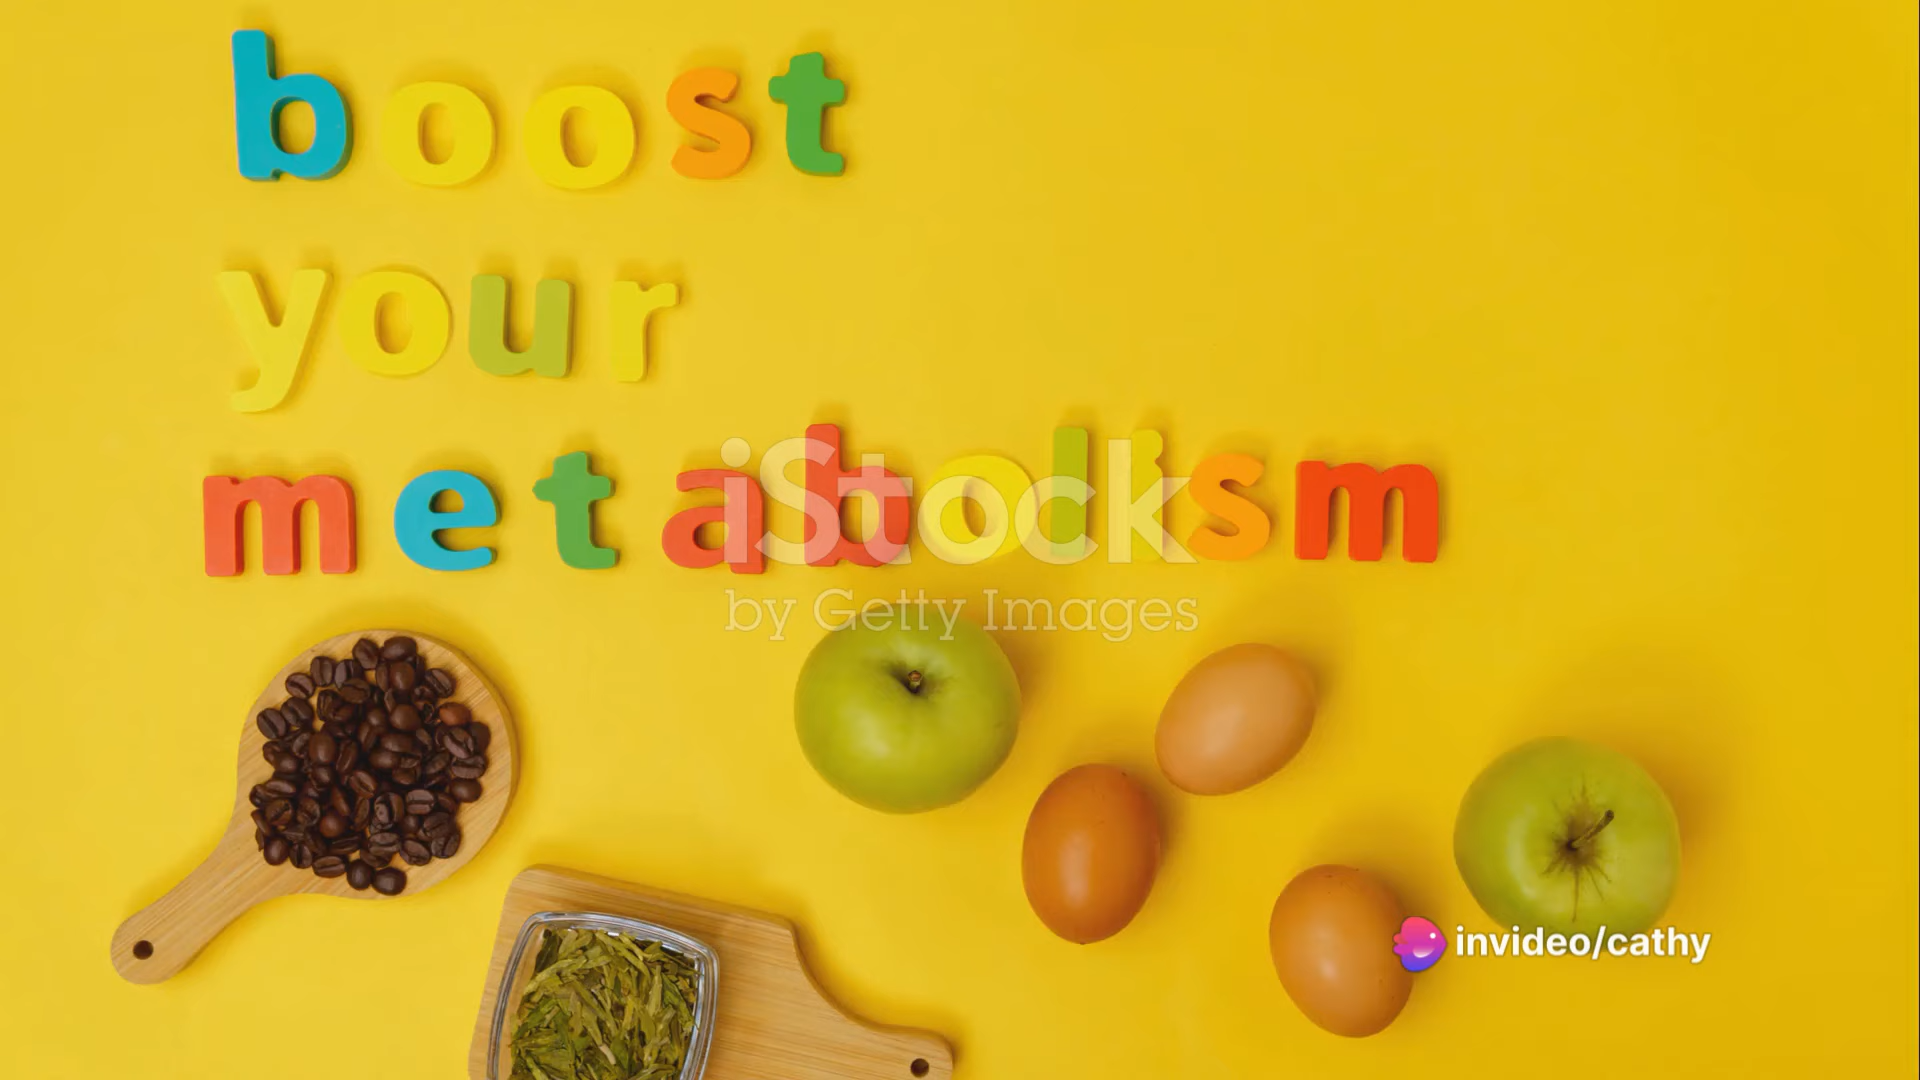 boost
your
metabolism
iStock
by Getty Images
invideo/cathy